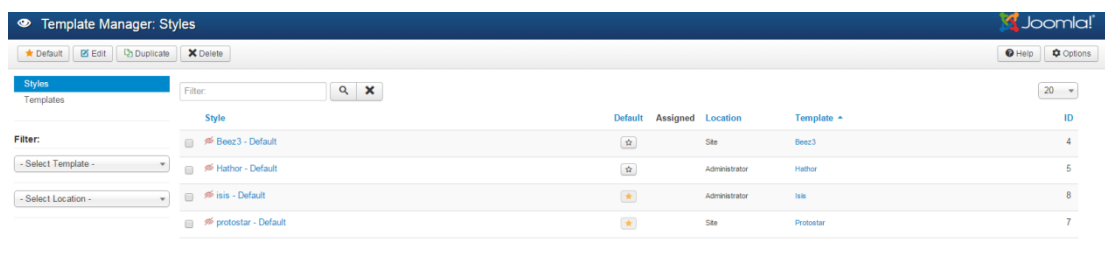 Template Manager: Styles
Joomla!
Default Edit Duplicate Delete Help Options
Styles
Templates
Filter:
- Select Template -
- Select Location -
Filter:
20
Style Default Assigned Location Template ID
Beez3 - Default Site Beez3 4
Hathor - Default Administrator Hathor 5
isis - Default Administrator Isis 8
protostar - Default Site Protostar 7